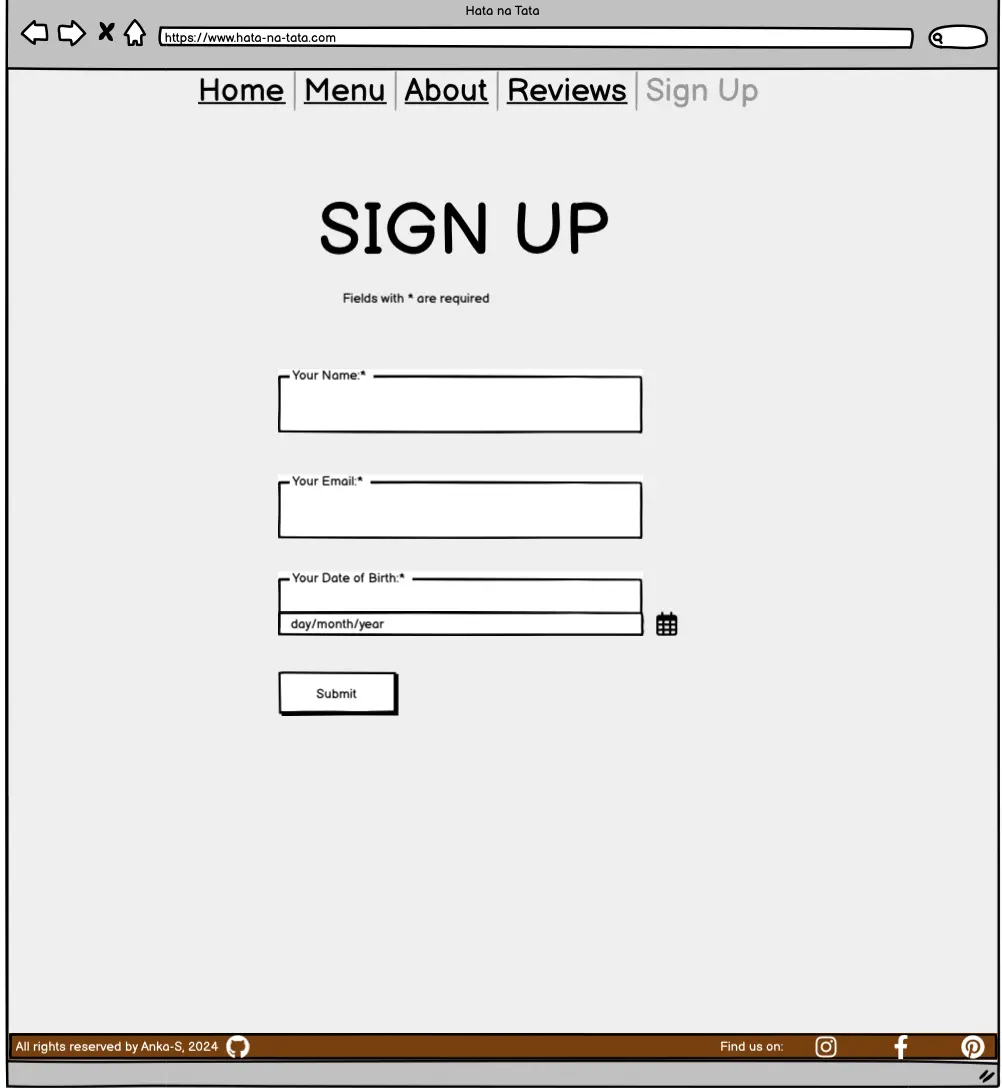 Hata na Tata
https://www.hata-na-tata.com
Home Menu About Reviews Sign Up
SIGN UP
Fields with * are required
Your Name:*
Your Email:*
Your Date of Birth:*
day/month/year
Submit
All rights reserved by Anka-S, 2024 Find us on: